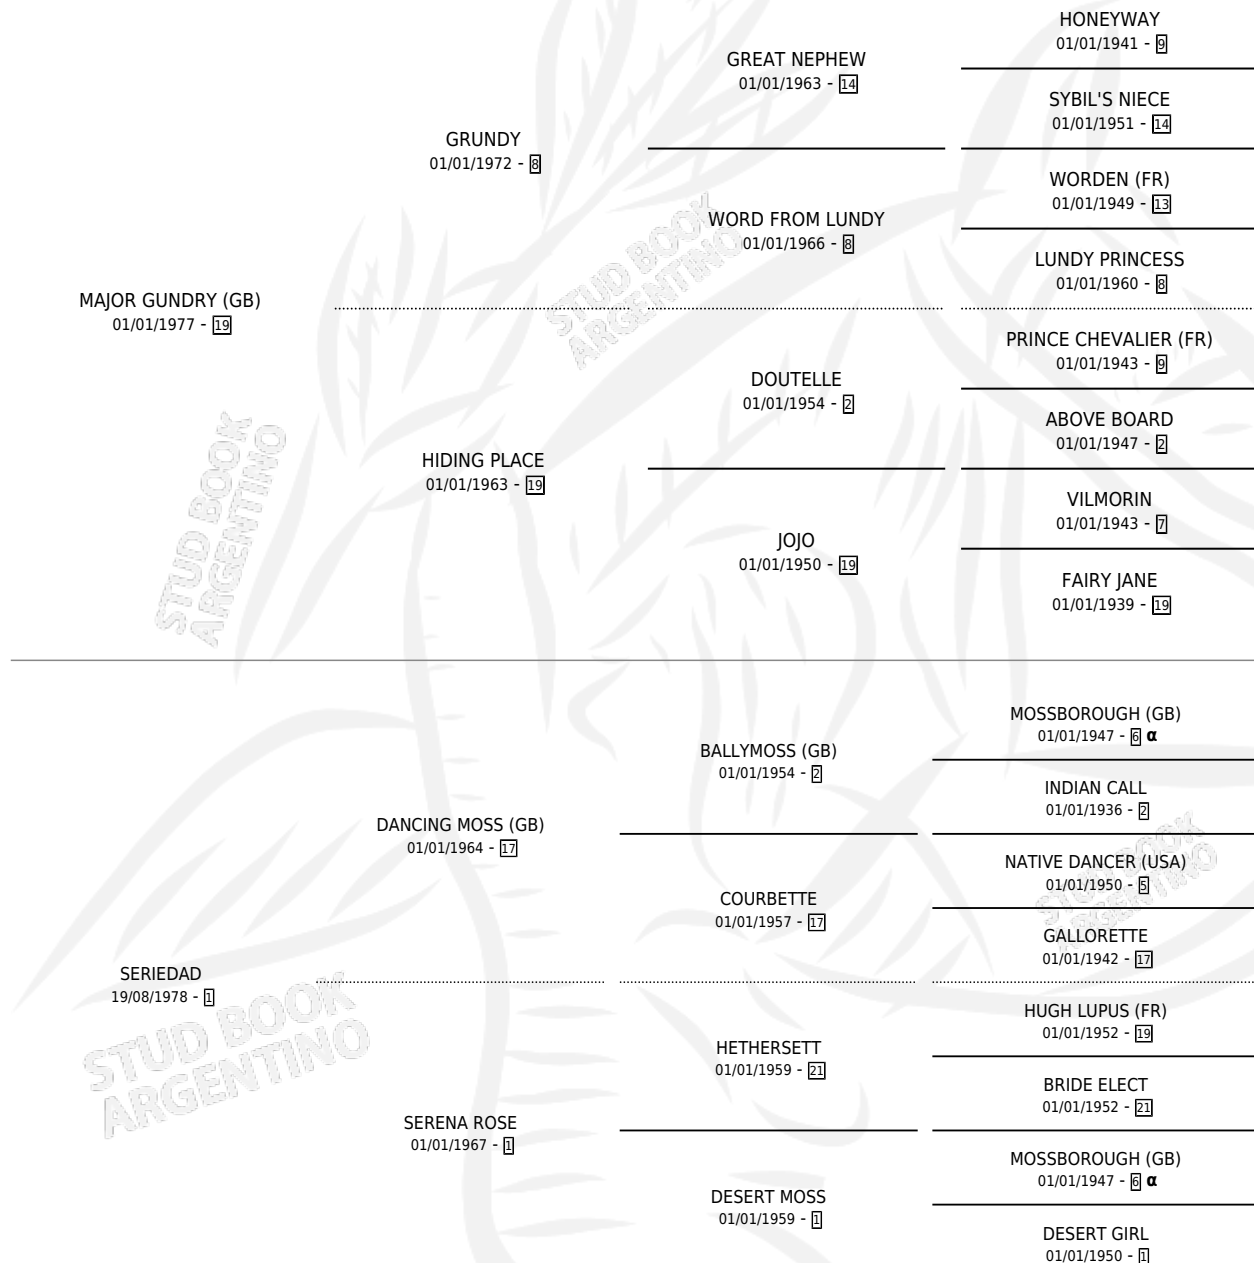 MAJOR GUNDRY (GB)
01/01/1977 - 19
GRUNDY
01/01/1972 - 8
GREAT NEPHEW
01/01/1963 - 14
HONEYWAY
01/01/1941 - 9
SYBIL'S NIECE
01/01/1951 - 14
WORD FROM LUNDY
01/01/1966 - 8
WORDEN (FR)
01/01/1949 - 13
LUNDY PRINCESS
01/01/1960 - 8
HIDING PLACE
01/01/1963 - 19
DOUTELLE
01/01/1954 - 2
PRINCE CHEVALIER (FR)
01/01/1943 - 9
ABOVE BOARD
01/01/1947 - 2
JOJO
01/01/1950 - 19
VILMORIN
01/01/1943 - 7
FAIRY JANE
01/01/1939 - 19
SERIEDAD
19/08/1978 - 1
DANCING MOSS (GB)
01/01/1964 - 17
BALLYMOSS (GB)
01/01/1954 - 2
MOSSBOROUGH (GB)
01/01/1947 - 6 α
INDIAN CALL
01/01/1936 - 2
COURBETTE
01/01/1957 - 17
NATIVE DANCER (USA)
01/01/1950 - 5
GALLORETTE
01/01/1942 - 17
SERENA ROSE
01/01/1967 - 1
HETHERSETT
01/01/1959 - 21
HUGH LUPUS (FR)
01/01/1952 - 19
BRIDE ELECT
01/01/1952 - 21
DESERT MOSS
01/01/1959 - 1
MOSSBOROUGH (GB)
01/01/1947 - 6 α
DESERT GIRL
01/01/1950 - 1
STUD BOOK
ARGENTINO
STUD BOOK
ARGENTINO
STUD BOOK
ARGENTINO
STUD BOOK
ARGENTINO